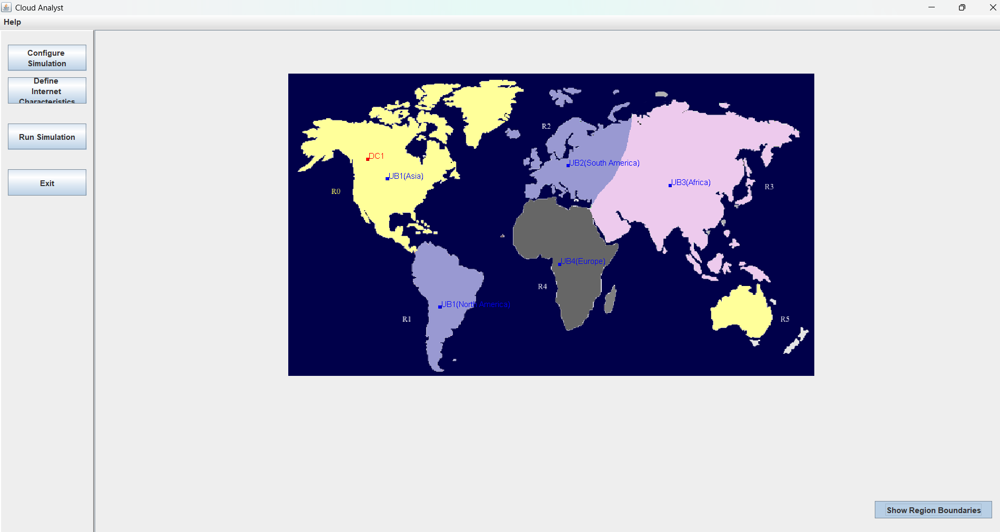 Cloud Analyst
Help
Configure
Simulation
Define
Internet
Characteristics
Run Simulation
Exit
R2
DC1
UB2(South America)
UB1(Asia)
UB3(Africa)
R3
R0
UB4(Europe)
R4
UB1(North America)
R1
R5
Show Region Boundaries